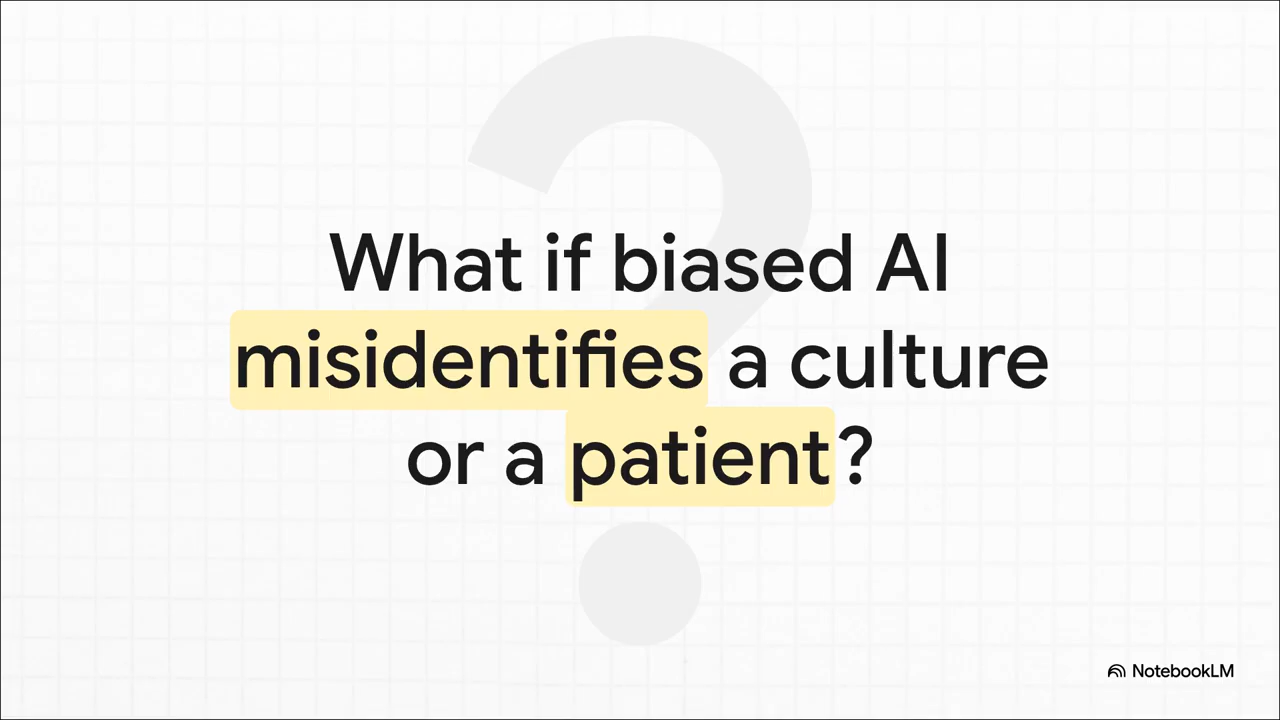 What if biased AI
misidentifies a culture
or a patient?
NotebookLM